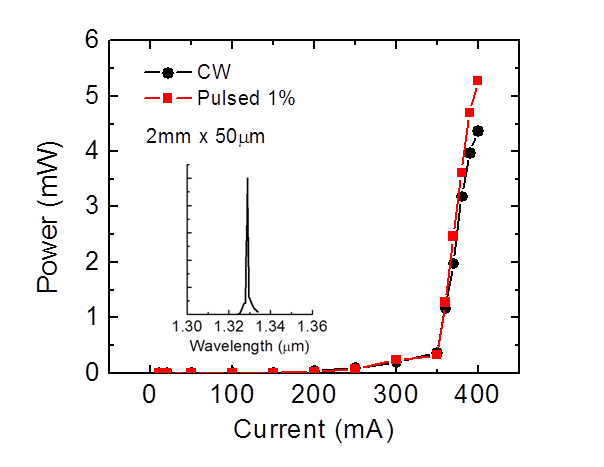 6
5
4
3
2
1
0
Power (mW)
CW
Pulsed 1%
2mm x 50μm
1.30 1.32 1.34 1.36
Wavelength (μm)
0 100 200 300 400
Current (mA)